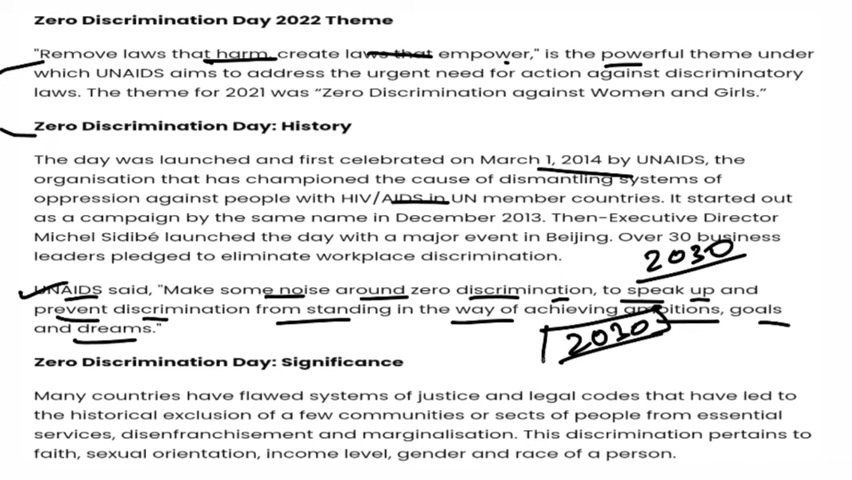 Zero Discrimination Day 2022 Theme
"Remove laws that harm, create laws that empower," is the powerful theme under
which UNAIDS aims to address the urgent need for action against discriminatory
laws. The theme for 2021 was “Zero Discrimination against Women and Girls.”
Zero Discrimination Day: History
The day was launched and first celebrated on March 1, 2014 by UNAIDS, the
organisation that has championed the cause of dismantling systems of
oppression against people with HIV/AIDS in UN member countries. It started out
as a campaign by the same name in December 2013. Then-Executive Director
Michel Sidibé launched the day with a major event in Beijing. Over 30 business
leaders pledged to eliminate workplace discrimination.
2030
UNAIDS said, "Make some noise around zero discrimination, to speak up and
prevent discrimination from standing in the way of achieving ambitions, goals
and dreams."
2030
Zero Discrimination Day: Significance
Many countries have flawed systems of justice and legal codes that have led to
the historical exclusion of a few communities or sects of people from essential
services, disenfranchisement and marginalisation. This discrimination pertains to
faith, sexual orientation, income level, gender and race of a person.